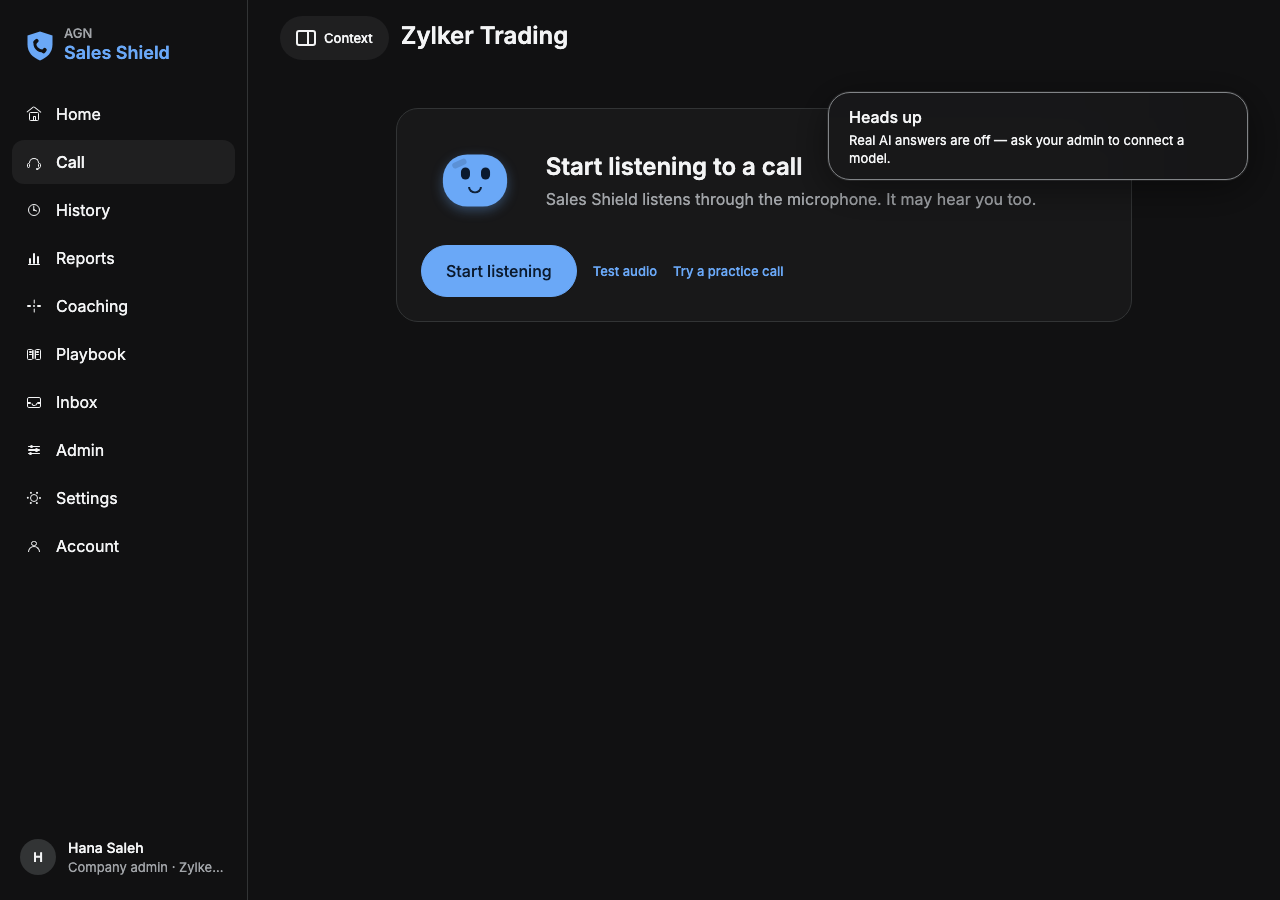 AGN
Sales Shield
Home
Call
History
Reports
Coaching
Playbook
Inbox
Admin
Settings
Account
H
Hana Saleh
Company admin · Zylke...
Context
Zylker Trading
Heads up
Real AI answers are off — ask your admin to connect a
model.
Start listening to a call
Sales Shield listens through the microphone. It may hear you too.
Start listening
Test audio
Try a practice call